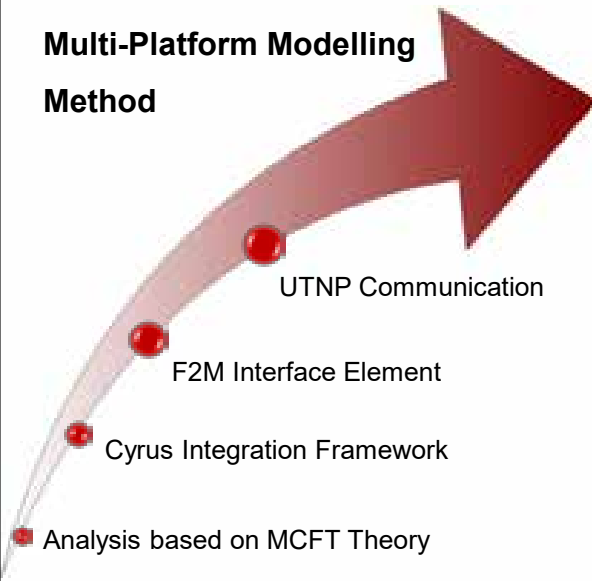 Multi-Platform Modelling
Method
UTNP Communication
F2M Interface Element
Cyrus Integration Framework
Analysis based on MCFT Theory